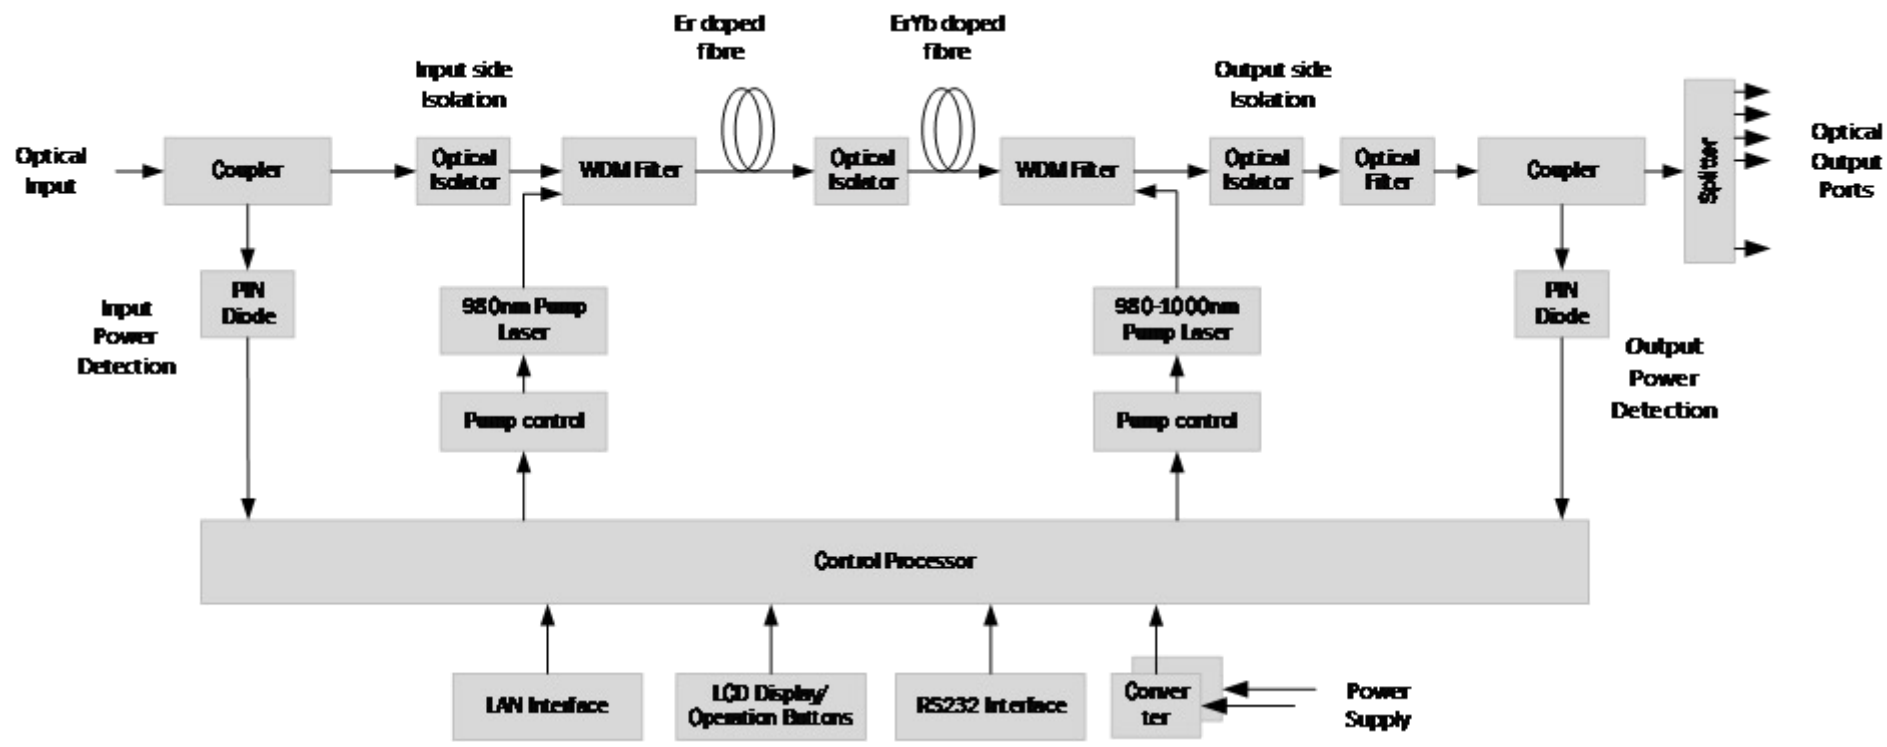 Er doped
fibre
ErYb doped
fibre
Input side
Isolation
Output side
Isolation
Optical
Input
Coupler
Optical
Isolator
WDM Filter
Optical
Isolator
WDM Filter
Optical
Isolator
Optical
Filter
Coupler
Splitter
Optical
Output
Ports
PIN
Diode
Input
Power
Detection
980nm Pump
Laser
980-1000nm
Pump Laser
PIN
Diode
Output
Power
Detection
Pump control
Pump control
Control Processor
LAN Interface
LCD Display/
Operation Buttons
RS232 Interface
Conver
ter
Power
Supply